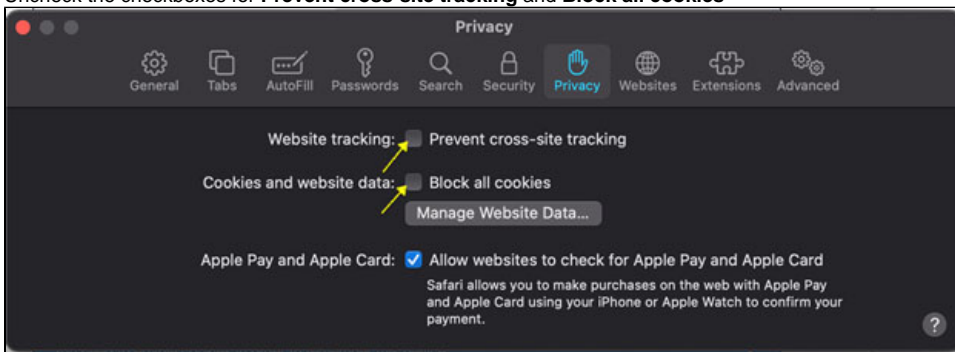 Uncheck the checkboxes for Prevent cross-site tracking and Block all cookies
Privacy
General Tabs AutoFill Passwords Search Security Privacy Websites Extensions Advanced
Website tracking: Prevent cross-site tracking
Cookies and website data: Block all cookies
Manage Website Data...
Apple Pay and Apple Card: Allow websites to check for Apple Pay and Apple Card
Safari allows you to make purchases on the web with Apple Pay
and Apple Card using your iPhone or Apple Watch to confirm your
payment.
?